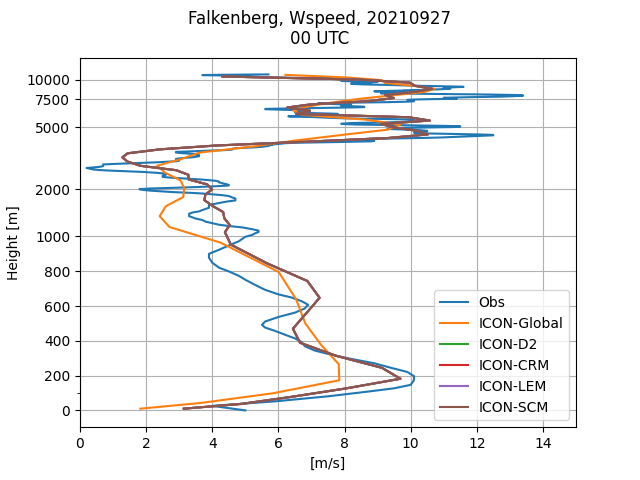 Falkenberg, Wspeed, 20210927
00 UTC
Height [m]
10000
7500
5000
2000
1000
800
600
400
200
0
0 2 4 6 8 10 12 14
[m/s]
Obs
ICON-Global
ICON-D2
ICON-CRM
ICON-LEM
ICON-SCM